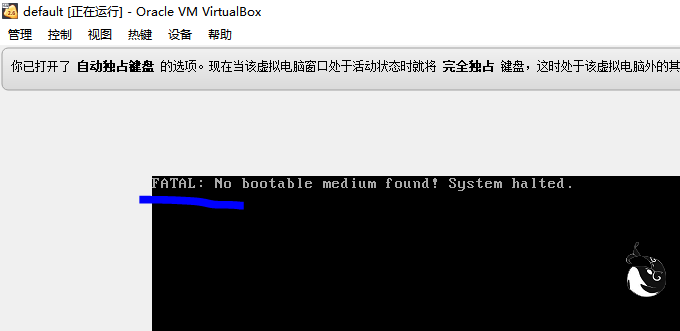 default [正在运行] - Oracle VM VirtualBox
管理 控制 视图 热键 设备 帮助
你已打开了 自动独占键盘 的选项。现在当该虚拟电脑窗口处于活动状态时就将 完全独占 键盘，这时处于该虚拟电脑外的其
FATAL: No bootable medium found! System halted.